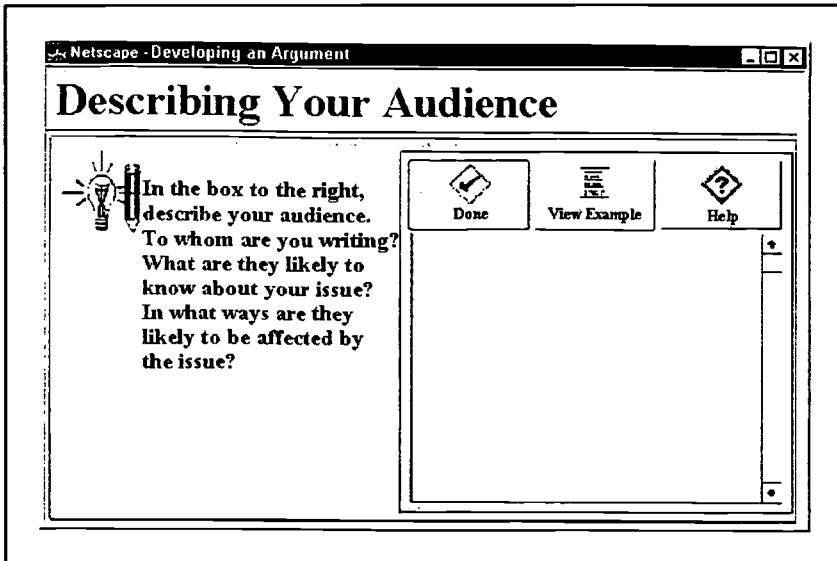 Netscape - Developing an Argument
Describing Your Audience
In the box to the right,
describe your audience.
To whom are you writing?
What are they likely to
know about your issue?
In what ways are they
likely to be affected by
the issue?
Done
View Example
Help